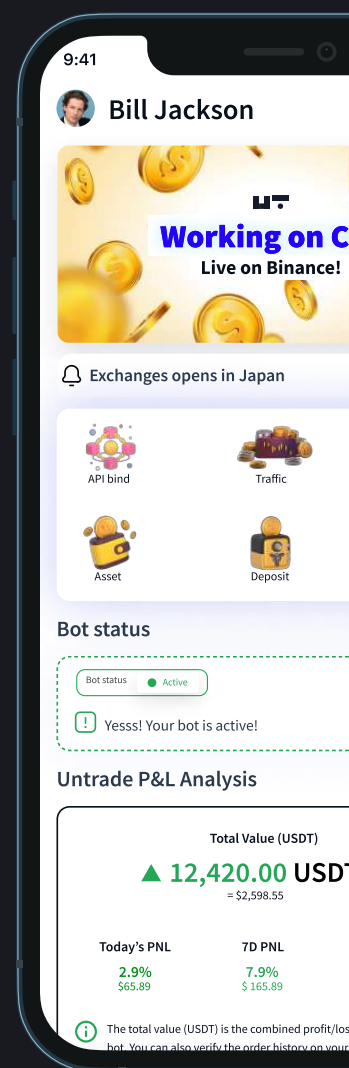 9:41
Bill Jackson
Working on C
Live on Binance!
Exchanges opens in Japan
API bind
Traffic
Asset
Deposit
Bot status
Bot status
Active
Yesss! Your bot is active!
Untrade P&L Analysis
Total Value (USDT)
12,420.00 USDT
= $2,598.55
Today’s PNL
7D PNL
2.9%
7.9%
$65.89
$ 165.89
The total value (USDT) is the combined profit/los
bot. You can also verify the order history on your